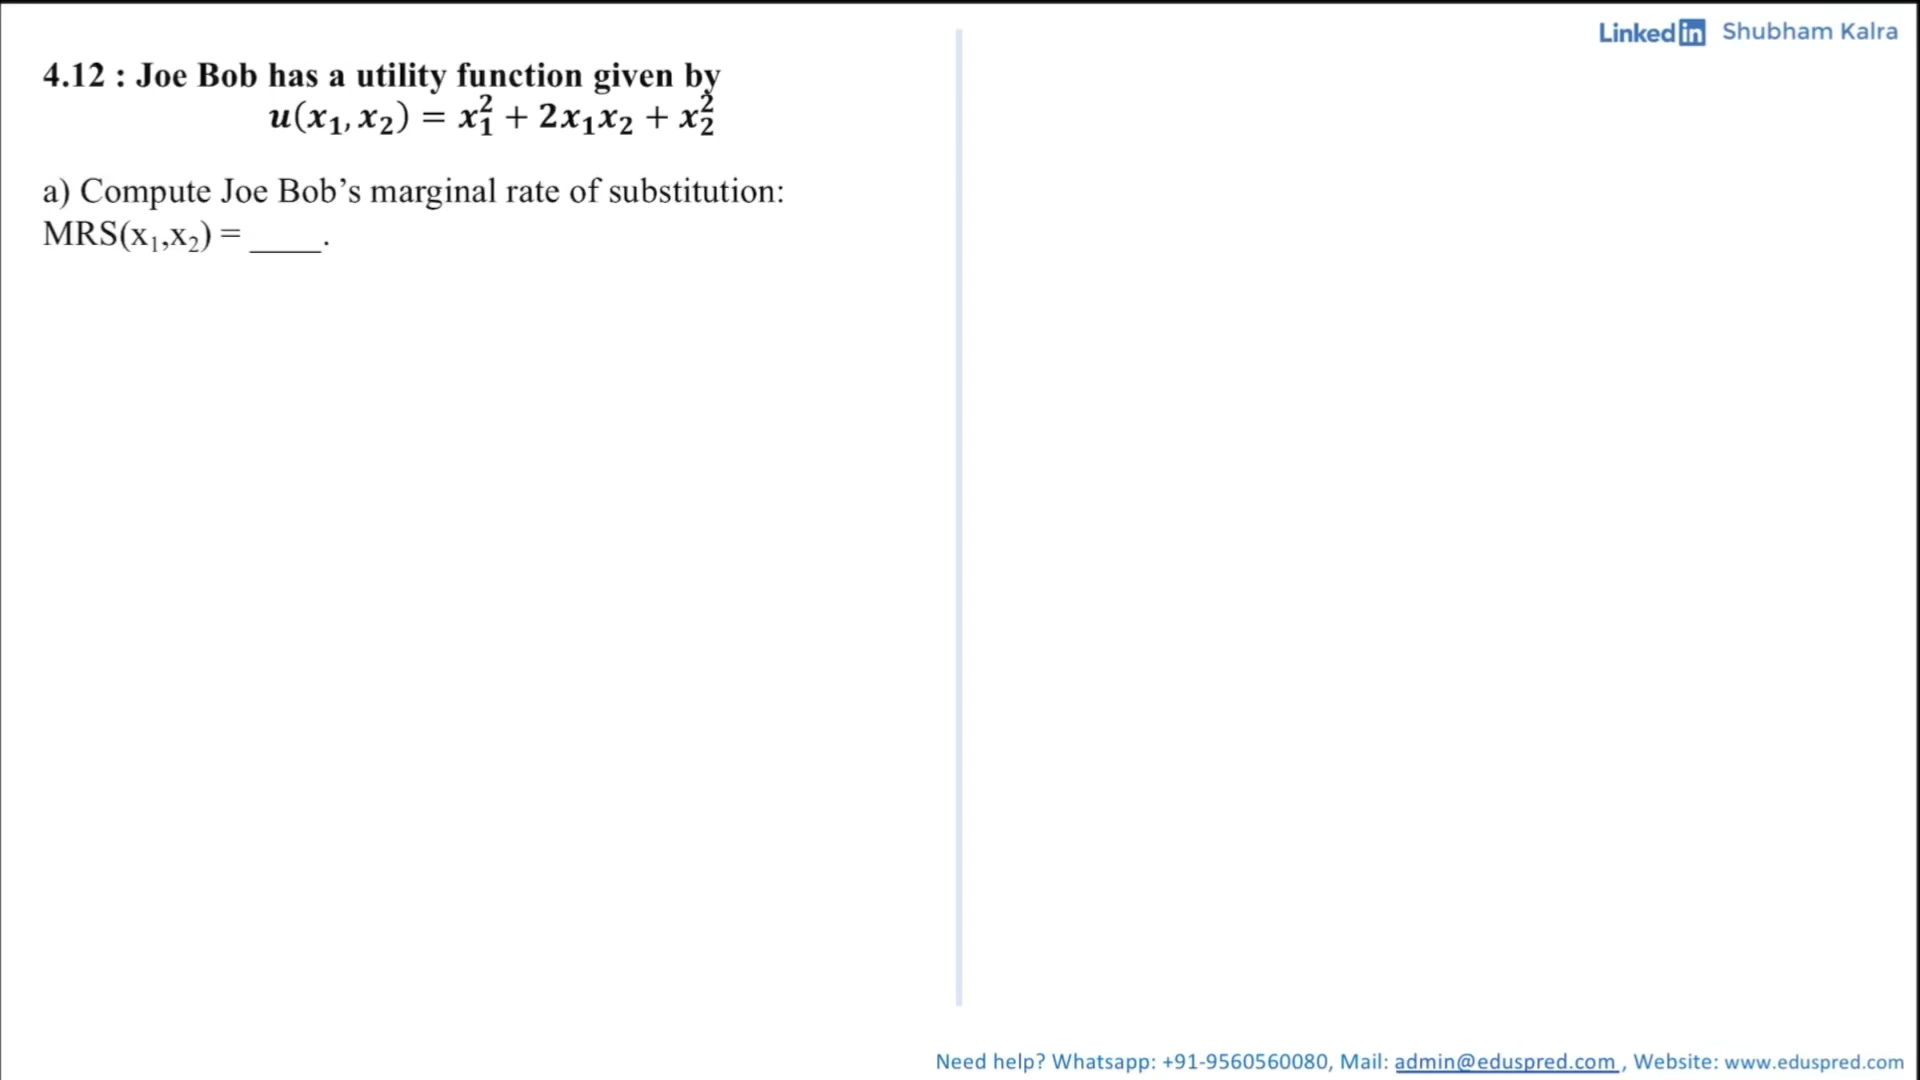 Linked in Shubham Kalra
4.12 : Joe Bob has a utility function given by
u(x₁, x₂) = x₁² + 2x₁x₂ + x₂²
a) Compute Joe Bob’s marginal rate of substitution:
MRS(x₁,x₂) = ____.
Need help? Whatsapp: +91-9560560080, Mail: admin@eduspred.com , Website: www.eduspred.com